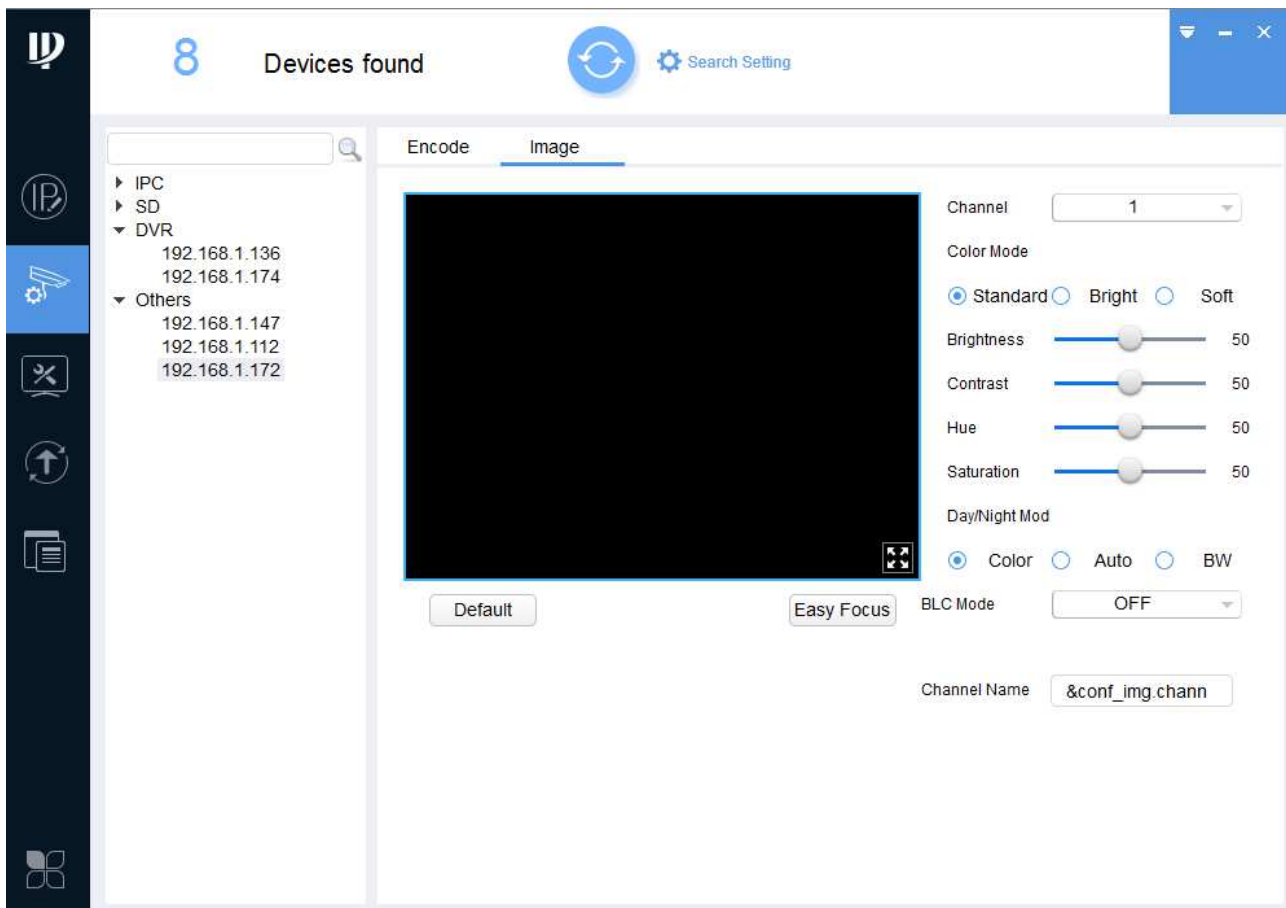 8 Devices found Search Setting
Encode Image
IPC
SD
DVR
192.168.1.136
192.168.1.174
Others
192.168.1.147
192.168.1.112
192.168.1.172
Channel 1
Color Mode
Standard Bright Soft
Brightness 50
Contrast 50
Hue 50
Saturation 50
Day/Night Mod
Color Auto BW
Default Easy Focus BLC Mode OFF
Channel Name &conf_img.chann